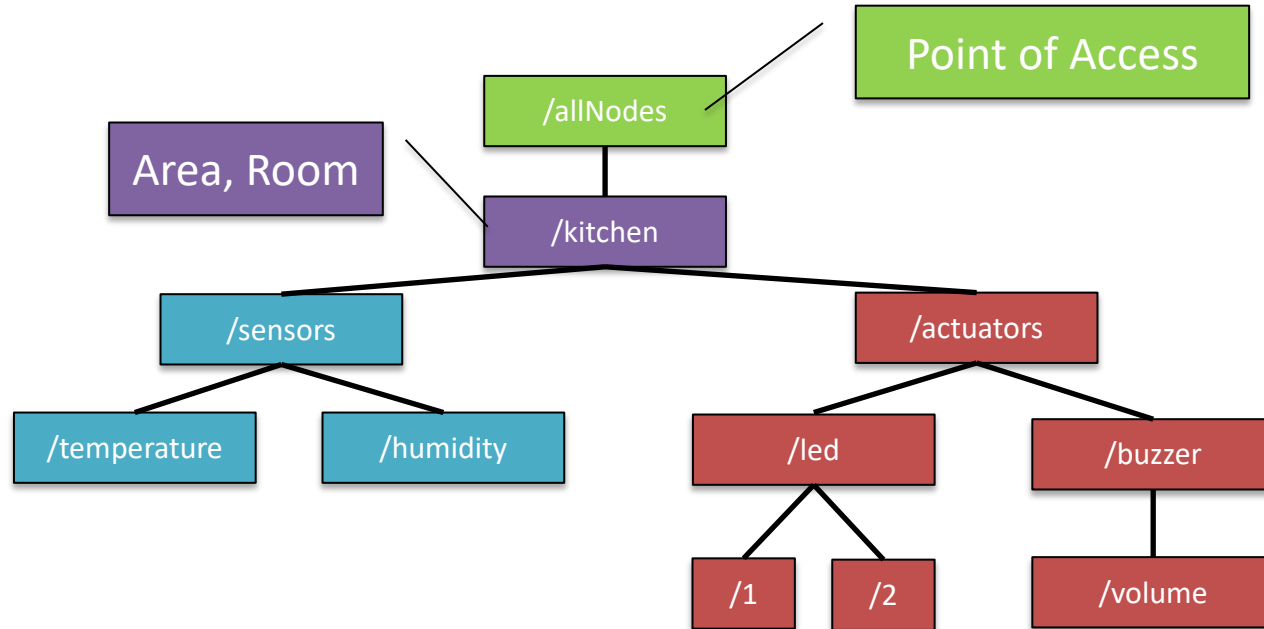 Point of Access
/allNodes
Area, Room
/kitchen
/sensors
/actuators
/temperature
/humidity
/led
/buzzer
/1
/2
/volume